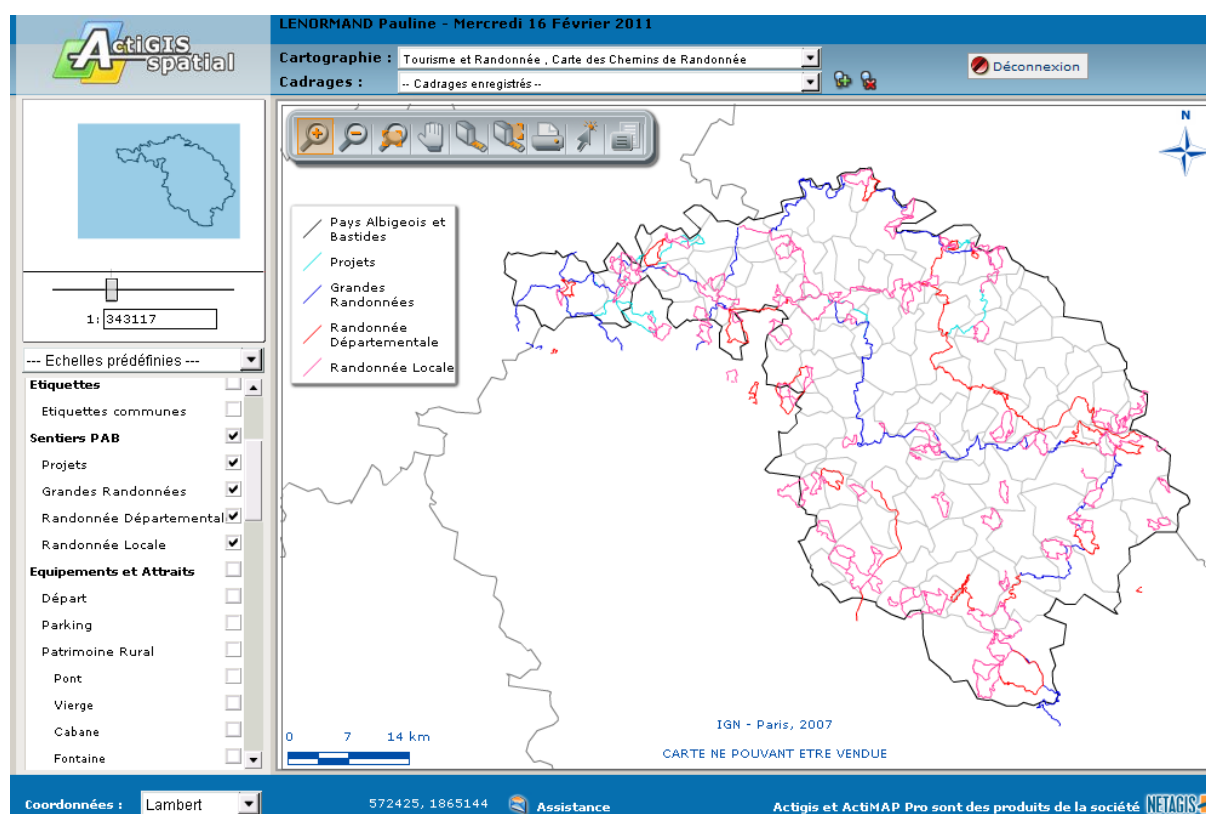 ActiGIS
spatial
LENORMAND Pauline - Mercredi 16 Février 2011
Cartographie :
Tourisme et Randonnée , Carte des Chemins de Randonnée
Cadrages :
-- Cadrages enregistrés --
Déconnexion
1: 343117
--- Echelles prédéfinies ---
Etiquettes
Etiquettes communes
Sentiers PAB
Projets
Grandes Randonnées
Randonnée Départemental
Randonnée Locale
Equipements et Attraits
Départ
Parking
Patrimoine Rural
Pont
Vierge
Cabane
Fontaine
N
Pays Albigeois et
Bastides
Projets
Grandes
Randonnées
Randonnée
Départementale
Randonnée Locale
0 7 14 km
IGN - Paris, 2007
CARTE NE POUVANT ETRE VENDUE
Coordonnées :
Lambert
572425, 1865144
Assistance
Actigis et ActiMAP Pro sont des produits de la société NETAGIS